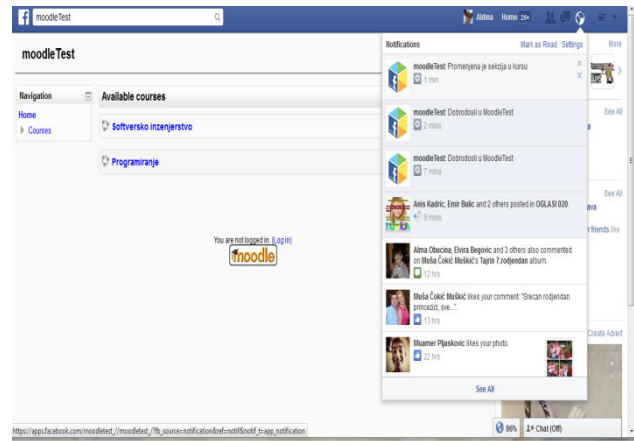 moodleTest
Aldina Home 20+
moodleTest
Navigation
Home
Courses
Available courses
Softversko inzenjerstvo
Programiranje
You are not logged in. (Log in)
moodle
Notifications Mark as Read Settings
moodleTest: Promenjena je sekcija u kursu
1 min
moodleTest: Dobrodosli u MoodleTest
2 mins
moodleTest: Dobrodosli u MoodleTest
7 mins
Anis Kadric, Emir Bulic and 2 others posted in OGLASI 020.
9 mins
Alma Obucina, Elvira Begovic and 3 others also commented
on Muša Čokić Muškić's Tajrin 7.rodjendan album.
12 hrs
Muša Čokić Muškić likes your comment: "Srecan rodjendan
princezici, sve...".
13 hrs
Muamer Pljaskovic likes your photo.
22 hrs
See All
More
See All
See All
r friends like
Create Advert
https://apps.facebook.com/moodletest_//moodletest_/?fb_source=notification&ref=notif&notif_t=app_notification
86%
Chat (Off)